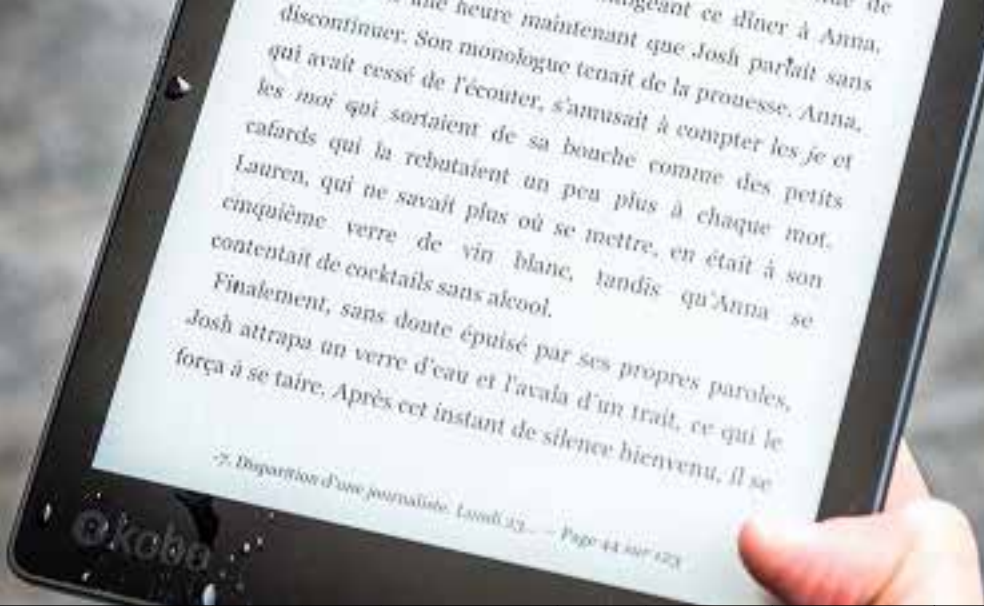 de
une heure maintenant que Josh parlait sans
ce dîner à Anna,
discontinuer. Son monologue tenait de la prouesse. Anna,
qui avait cessé de l'écouter, s'amusait à compter les je et
les moi qui sortaient de sa bouche comme des petits
cafards qui la rebutaient un peu plus à chaque mot.
Lauren, qui ne savait plus où se mettre, en était à son
cinquième verre de vin blanc, tandis qu'Anna se
contentait de cocktails sans alcool.
Finalement, sans doute épuisé par ses propres paroles,
Josh attrapa un verre d'eau et l'avala d'un trait, ce qui le
força à se taire. Après cet instant de silence bienvenu, il se
-7. Disparition d'une journaliste. Lundi 23... - Page 44 sur 123
kobo